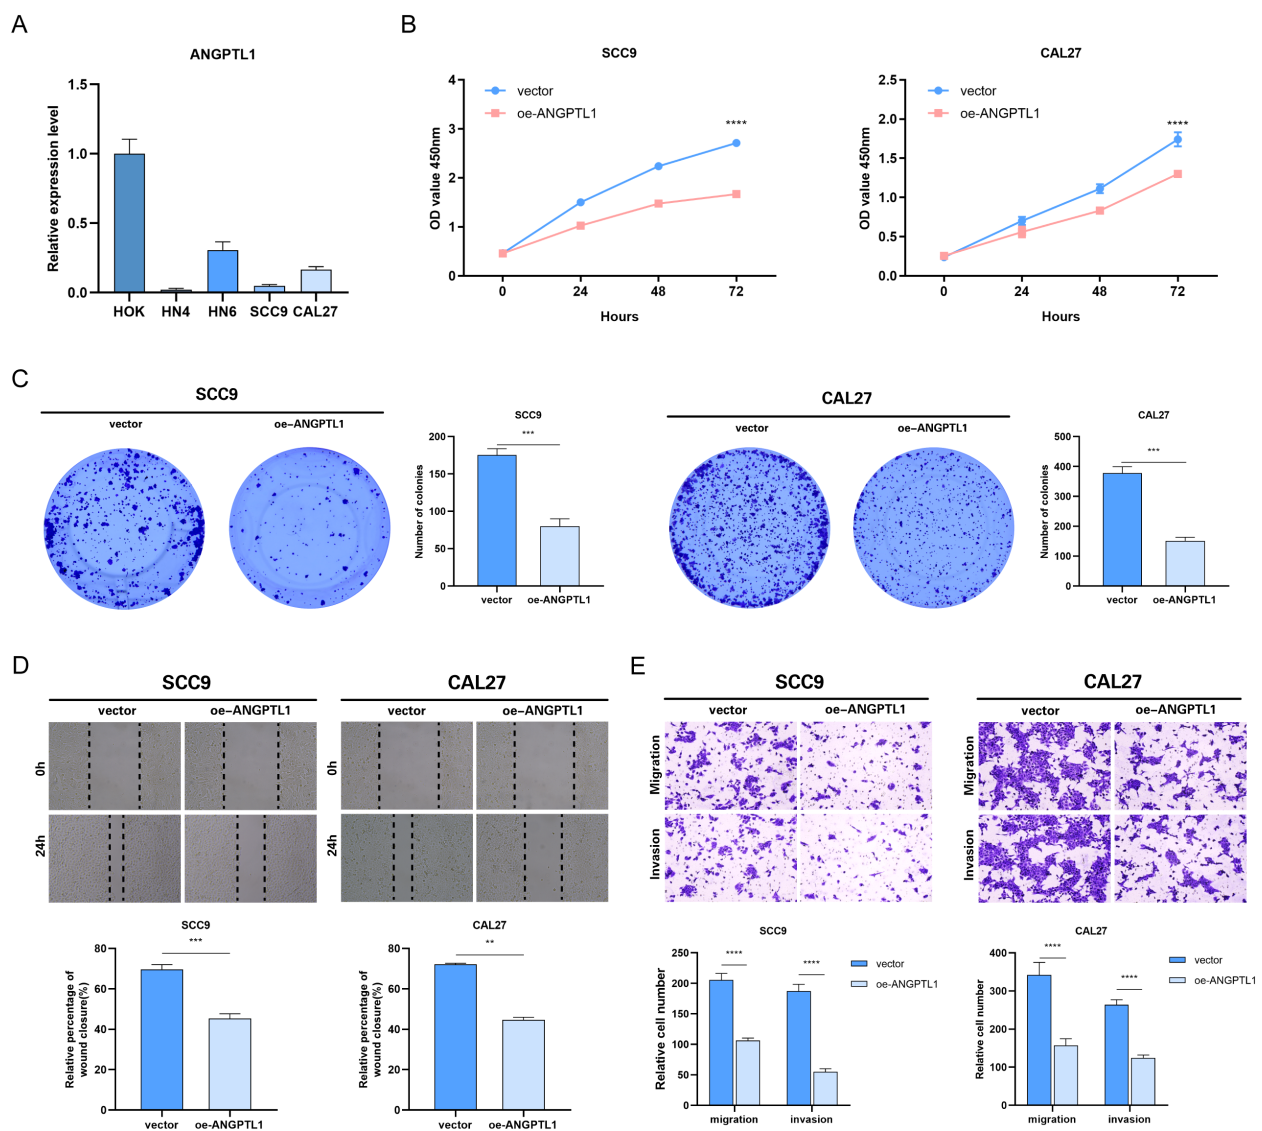 A
ANGPTL1
Relative expression level
1.5
1.0
0.5
0.0
HOK HN4 HN6 SCC9 CAL27
B
SCC9
OD value 450nm
4
3
2
1
0
vector
oe-ANGPTL1
****
0 24 48 72
Hours
CAL27
OD value 450nm
2.5
2.0
1.5
1.0
0.5
0.0
vector
oe-ANGPTL1
****
0 24 48 72
Hours
C
SCC9
vector oe-ANGPTL1
SCC9
Number of colonies
200
150
100
50
0
***
vector oe-ANGPTL1
CAL27
vector oe-ANGPTL1
CAL27
Number of colonies
500
400
300
200
100
0
***
vector oe-ANGPTL1
D
SCC9 CAL27
vector oe-ANGPTL1 vector oe-ANGPTL1
0h 0h
24h 24h
SCC9
Relative percentage of
wound closure(%)
80
60
40
20
0
***
vector oe-ANGPTL1
CAL27
Relative percentage of
wound closure(%)
80
60
40
20
0
**
vector oe-ANGPTL1
E
SCC9 CAL27
vector oe-ANGPTL1 vector oe-ANGPTL1
Migration Migration
Invasion Invasion
SCC9
Relative cell number
250
200
150
100
50
0
**** ****
vector
oe-ANGPTL1
migration invasion
CAL27
Relative cell number
400
300
200
100
0
**** ****
vector
oe-ANGPTL1
migration invasion